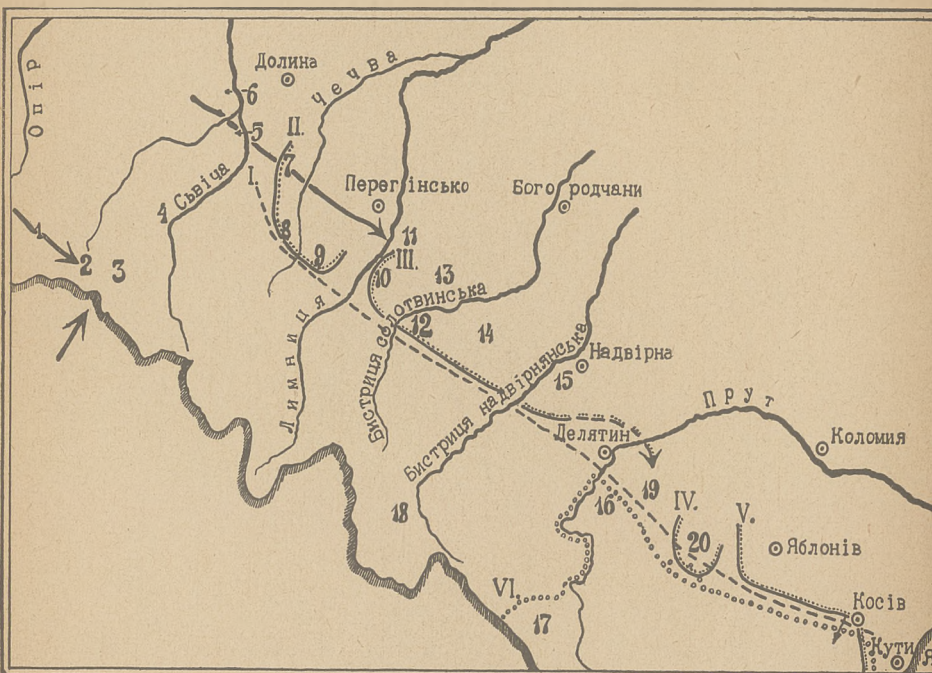 Опір
Долина
Чечва
6
5
II.
I.
7
Сьвіча
4
Перегінсько
Богородчани
1
2
3
8
9
11
III.
10
13
Лимниця
Бистриця солотвинська
12
14
Бистриця надвірнянська
Надвірна
15
Прут
Делятин
Коломия
18
16
19
IV.
V.
20
Яблонів
VI.
17
Косів
Кути